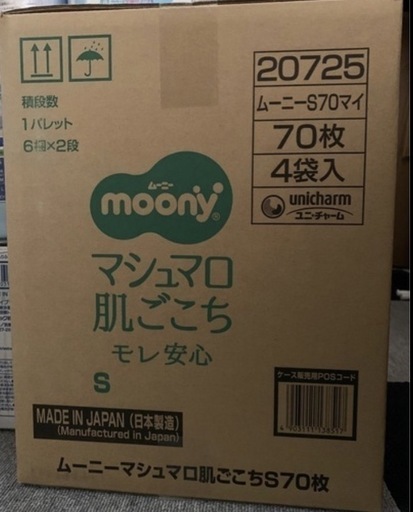 積段数
1パレット
6梱×2段
20725
ムーニーS70マイ
70枚
4袋入
unicharm
ユニ・チャーム
ムーニー
moony®
マシュマロ
肌ごこち
モレ安心
S
ケース販売用POSコード
MADE IN JAPAN (日本製造)
(Manufactured in Japan)
ムーニーマシュマロ肌ごこちS70枚